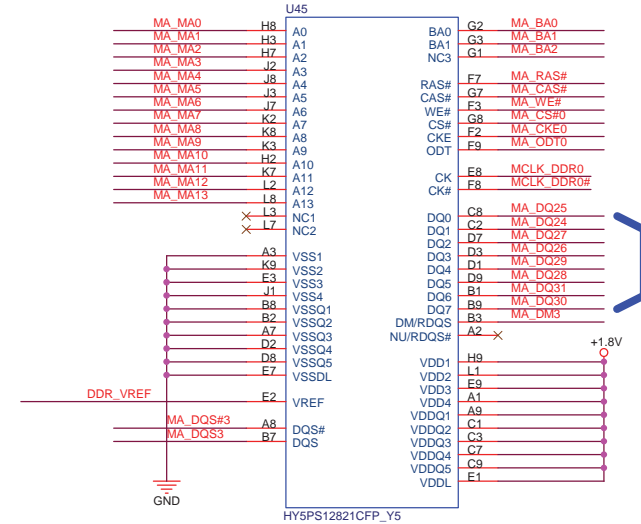 U45
MA_MA0 H8 A0 BA0 G2 MA_BA0
MA_MA1 H3 A1 BA1 G3 MA_BA1
MA_MA2 H7 A2 NC3 G1 MA_BA2
MA_MA3 J2 A3
MA_MA4 J8 A4 RAS# F7 MA_RAS#
MA_MA5 J3 A5 CAS# G7 MA_CAS#
MA_MA6 J7 A6 WE# F3 MA_WE#
MA_MA7 K2 A7 CS# G8 MA_CS#0
MA_MA8 K8 A8 CKE F2 MA_CKE0
MA_MA9 K3 A9 ODT F9 MA_ODT0
MA_MA10 H2 A10
MA_MA11 K7 A11 CK E8 MCLK_DDR0
MA_MA12 L2 A12 CK# F8 MCLK_DDR0#
MA_MA13 L8 A13
L3 NC1 DQ0 C8 MA_DQ25
L7 NC2 DQ1 C2 MA_DQ24
DQ2 D7 MA_DQ27
A3 VSS1 DQ3 D3 MA_DQ26
K9 VSS2 DQ4 D1 MA_DQ29
E3 VSS3 DQ5 D9 MA_DQ28
J1 VSS4 DQ6 B1 MA_DQ31
B8 VSSQ1 DQ7 B9 MA_DQ30
B2 VSSQ2 DM/RDQS B3 MA_DM3
A7 VSSQ3 NU/RDQS# A2
D2 VSSQ4 +1.8V
D8 VSSQ5 VDD1 H9
E7 VSSDL VDD2 L1
VDD3 E9
DDR_VREF E2 VREF VDD4 A1
VDDQ1 A9
MA_DQS#3 A8 DQS# VDDQ2 C1
MA_DQS3 B7 DQS VDDQ3 C3
VDDQ4 C7
VDDQ5 C9
VDDL E1
GND
HY5PS12821CFP_Y5